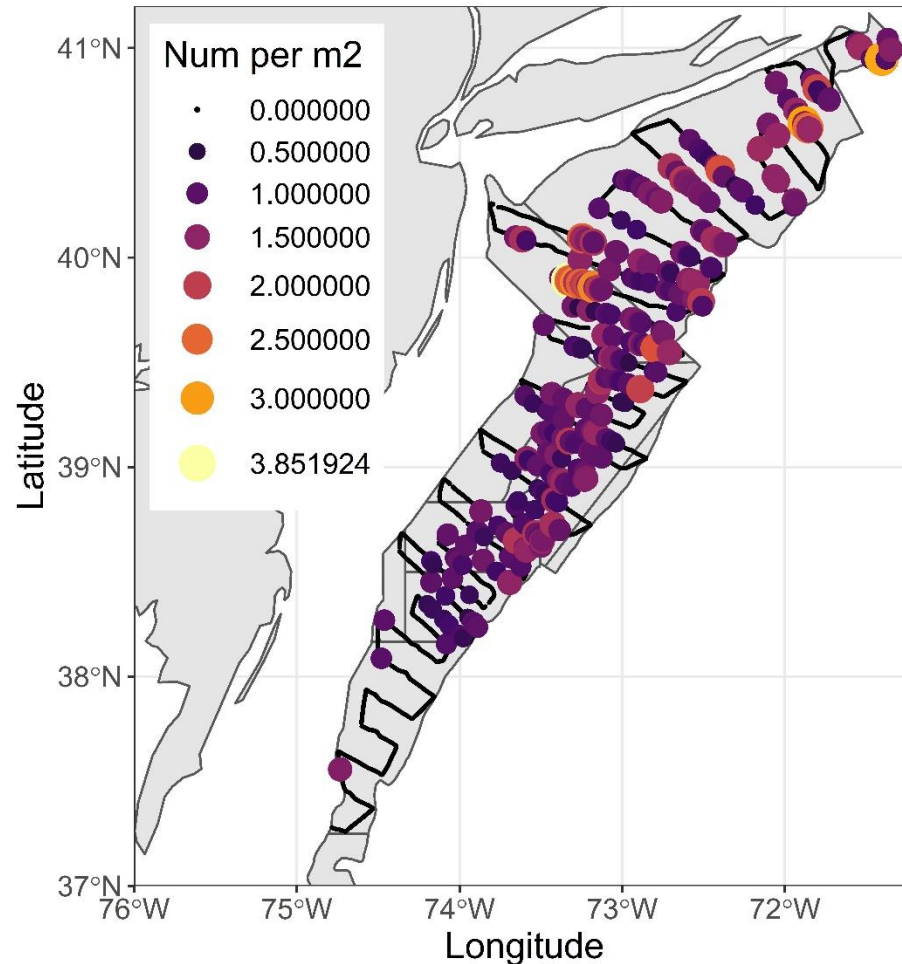 Num per m2
0.000000
0.500000
1.000000
1.500000
2.000000
2.500000
3.000000
3.851924
41°N
40°N
39°N
38°N
37°N
Latitude
76°W 75°W 74°W 73°W 72°W
Longitude